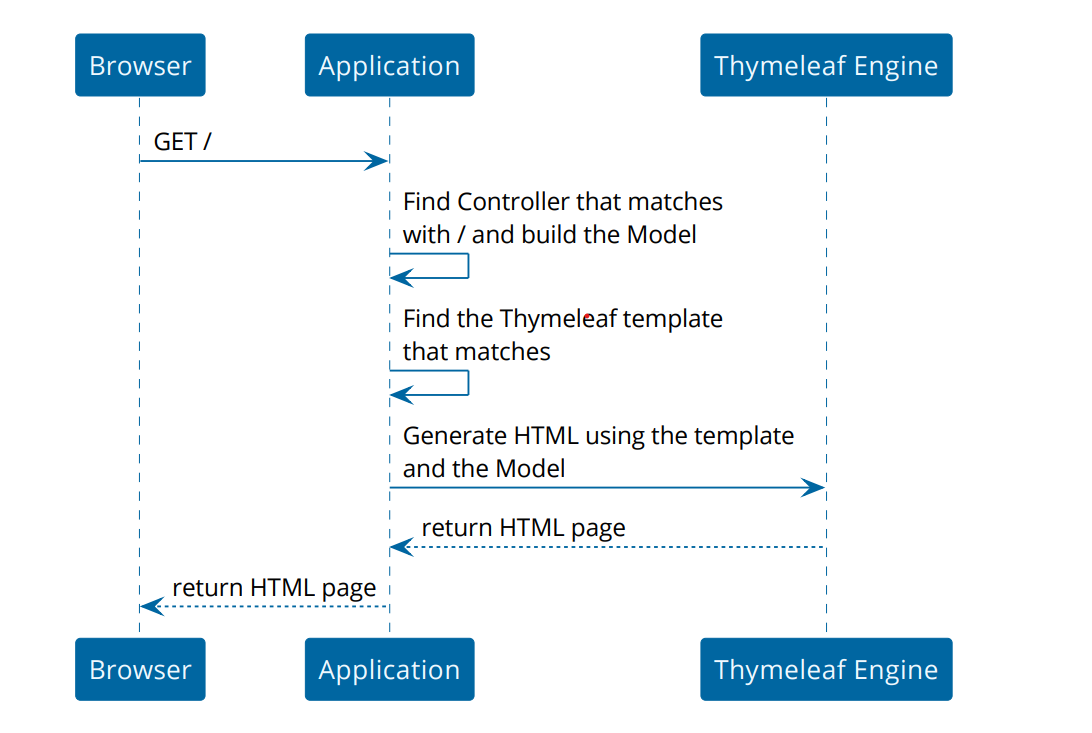 Browser
Application
Thymeleaf Engine
GET /
Find Controller that matches
with / and build the Model
Find the Thymeleaf template
that matches
Generate HTML using the template
and the Model
return HTML page
return HTML page
Browser
Application
Thymeleaf Engine